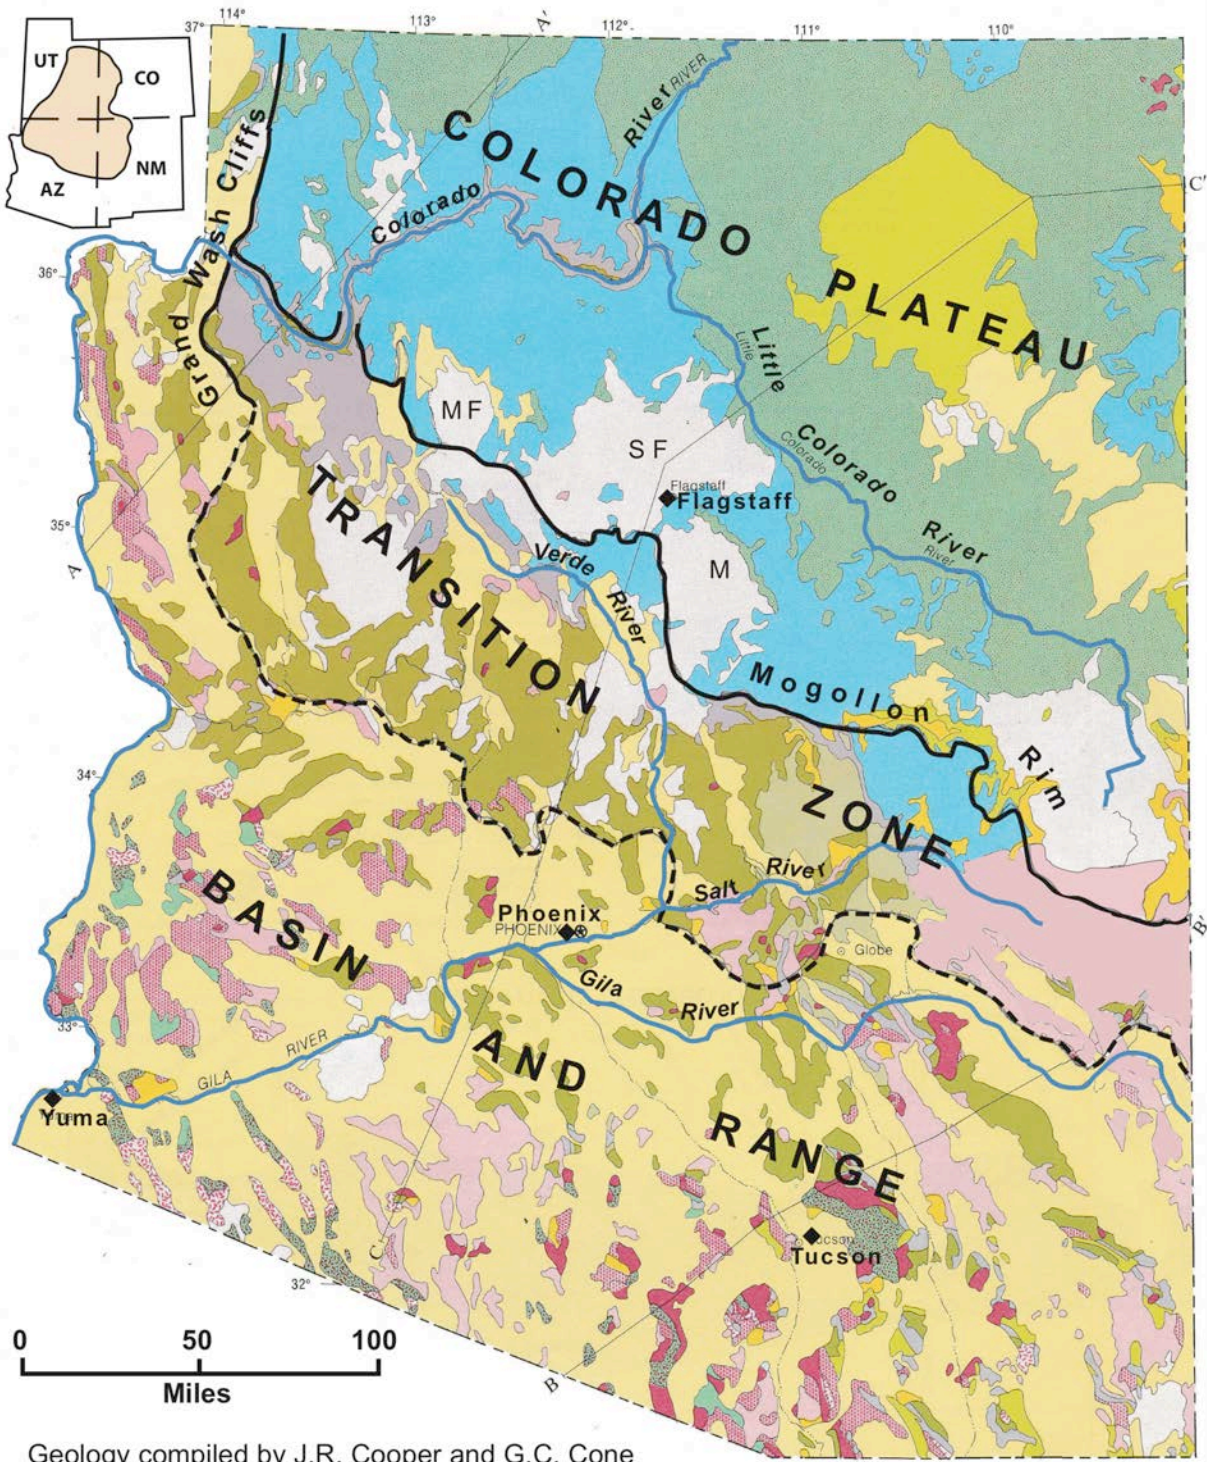 114°
113°
A'
112°
111°
110°
37°
UT
CO
AZ
NM
River
RIVER
COLORADO
PLATEAU
Colorado
Grand Wash Cliffs
C'
36°
Little
Little
Colorado
Colorado
River
River
MF
SF
Flagstaff
Flagstaff
M
35°
A
TRANSITION
ZONE
Verde
River
Mogollon
Rim
34°
BASIN
AND
RANGE
Salt
River
Phoenix
PHOENIX
Globe
B'
Gila
River
33°
GILA
RIVER
Yuma
Tucson
C
32°
B
0 50 100
Miles
Geology compiled by J.R. Cooper and G.C. Cone